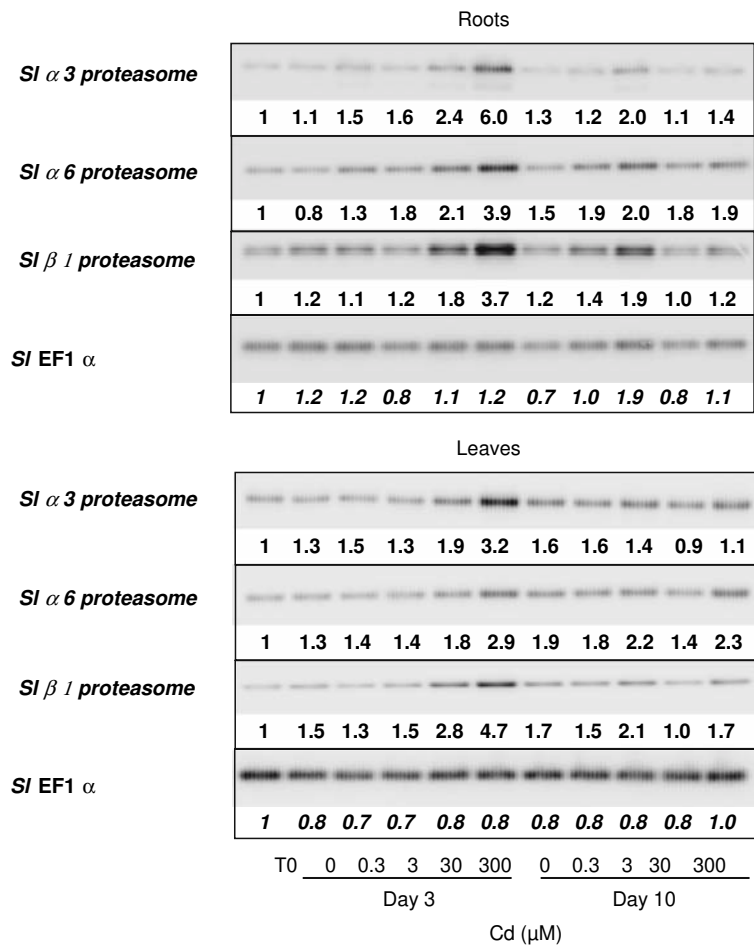 Roots
Sl α 3 proteasome
1 1.1 1.5 1.6 2.4 6.0 1.3 1.2 2.0 1.1 1.4
Sl α 6 proteasome
1 0.8 1.3 1.8 2.1 3.9 1.5 1.9 2.0 1.8 1.9
Sl β 1 proteasome
1 1.2 1.1 1.2 1.8 3.7 1.2 1.4 1.9 1.0 1.2
Sl EF1 α
1 1.2 1.2 0.8 1.1 1.2 0.7 1.0 1.9 0.8 1.1
Leaves
Sl α 3 proteasome
1 1.3 1.5 1.3 1.9 3.2 1.6 1.6 1.4 0.9 1.1
Sl α 6 proteasome
1 1.3 1.4 1.4 1.8 2.9 1.9 1.8 2.2 1.4 2.3
Sl β 1 proteasome
1 1.5 1.3 1.5 2.8 4.7 1.7 1.5 2.1 1.0 1.7
Sl EF1 α
1 0.8 0.7 0.7 0.8 0.8 0.8 0.8 0.8 0.8 1.0
T0 0 0.3 3 30 300 0 0.3 3 30 300
Day 3 Day 10
Cd (µM)